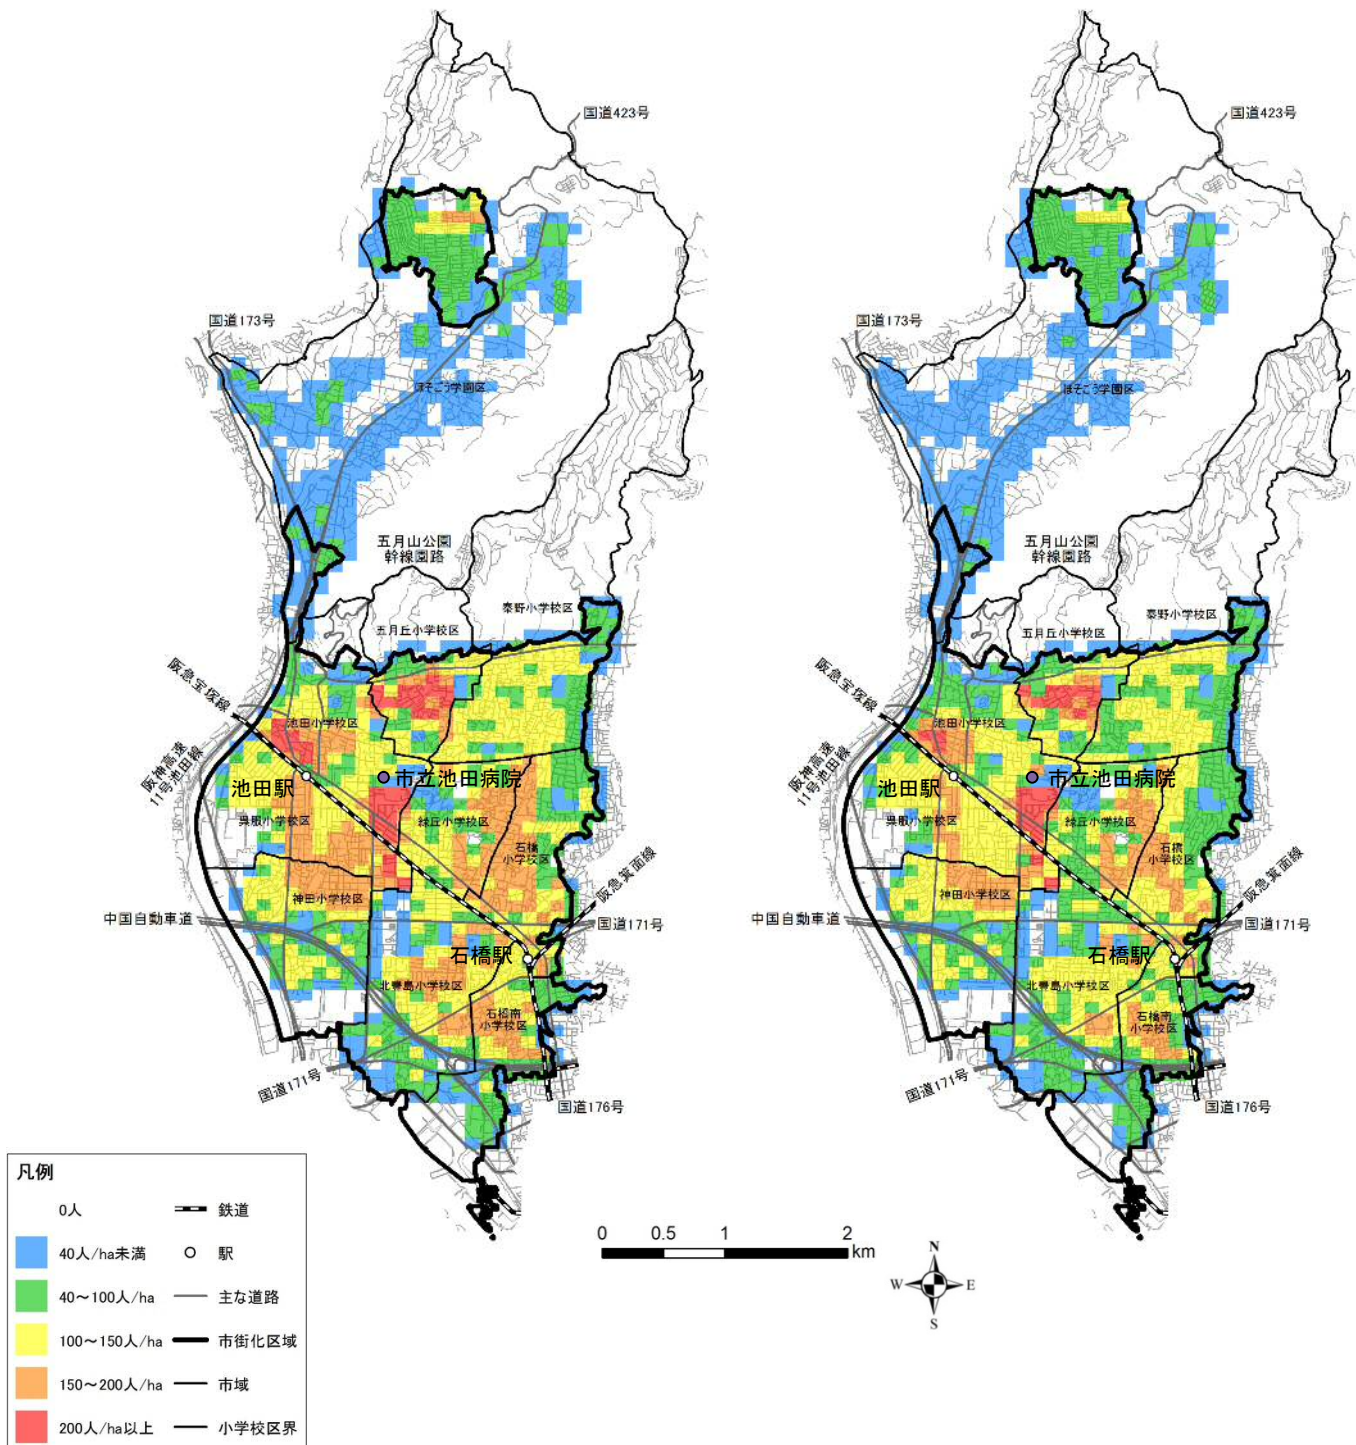 国道423号
国道173号
ほそごう学園区
五月山公園
幹線園路
秦野小学校区
五月丘小学校区
阪急宝塚線
池田小学校区
阪神高速
11号池田線
池田駅
市立池田病院
呉服小学校区
緑丘小学校区
石橋
小学校区
神田小学校区
阪急箕面線
中国自動車道
国道171号
石橋駅
北豊島小学校区
石橋南
小学校区
国道171号
国道176号
国道423号
国道173号
ほそごう学園区
五月山公園
幹線園路
秦野小学校区
五月丘小学校区
阪急宝塚線
池田小学校区
阪神高速
11号池田線
池田駅
市立池田病院
呉服小学校区
緑丘小学校区
石橋
小学校区
神田小学校区
阪急箕面線
中国自動車道
国道171号
石橋駅
北豊島小学校区
石橋南
小学校区
国道171号
国道176号
凡例
0人
鉄道
40人/ha未満
駅
40～100人/ha
主な道路
100～150人/ha
市街化区域
150～200人/ha
市域
200人/ha以上
小学校区界
0 0.5 1 2
km
N
W E
S